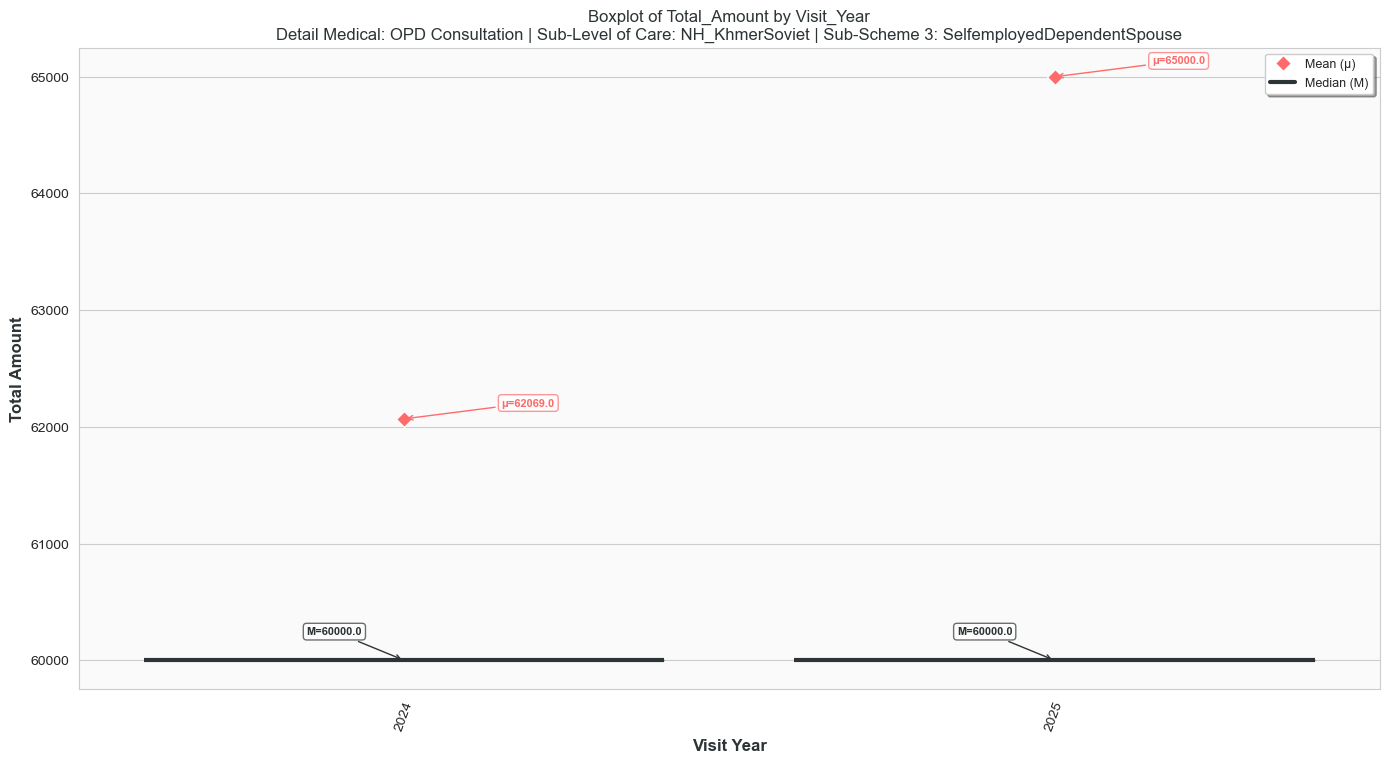 Boxplot of Total_Amount by Visit_Year
Detail Medical: OPD Consultation | Sub-Level of Care: NH_KhmerSoviet | Sub-Scheme 3: SelfemployedDependentSpouse
μ=65000.0
Mean (μ)
Median (M)
65000
64000
63000
62000
61000
60000
Total Amount
μ=62069.0
M=60000.0
M=60000.0
2024
2025
Visit Year